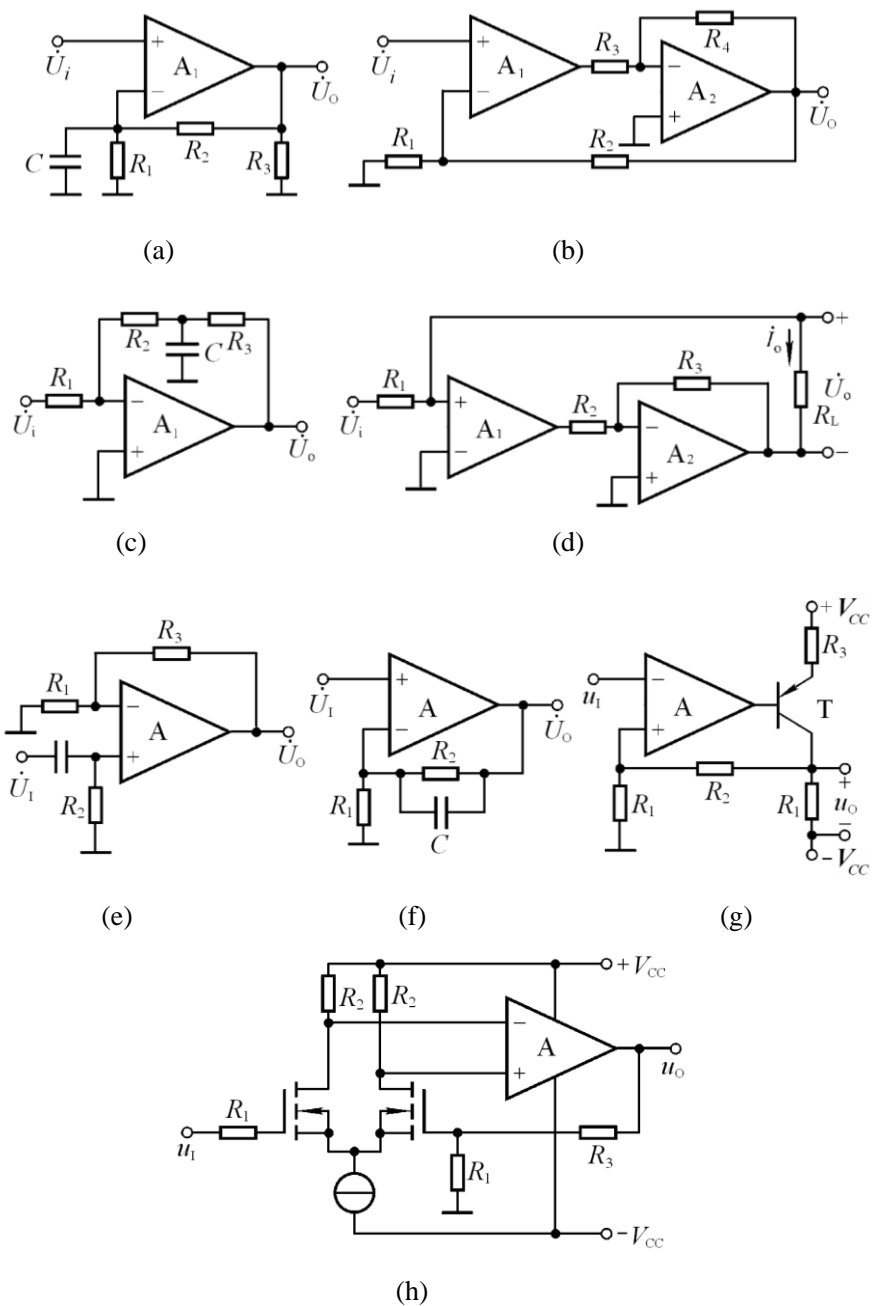 U̇i + A1 − U̇O
C R1 R2 R3
(a)
U̇i + A1 − R3 R4 − A2 + U̇O
R1 R2
(b)
R2 C R3
R1 U̇i − A1 + U̇o
(c)
R1 U̇i + A1 − R2 R3 − A2 + İo RL + U̇o −
(d)
R3
R1 − A + U̇O
U̇I R2
(e)
U̇I + A − U̇O
R1 R2 C
(f)
+VCC
R3
uI − A + T
R1 R2 R1 + uO −
−VCC
(g)
+VCC
R2 R2 − A + uO
uI R1 R1 R3
−VCC
(h)